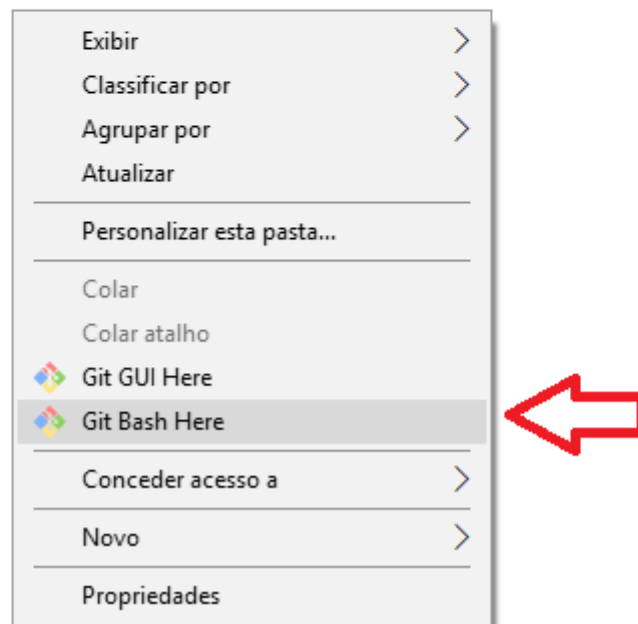 Exibir
Classificar por
Agrupar por
Atualizar
Personalizar esta pasta...
Colar
Colar atalho
Git GUI Here
Git Bash Here
Conceder acesso a
Novo
Propriedades